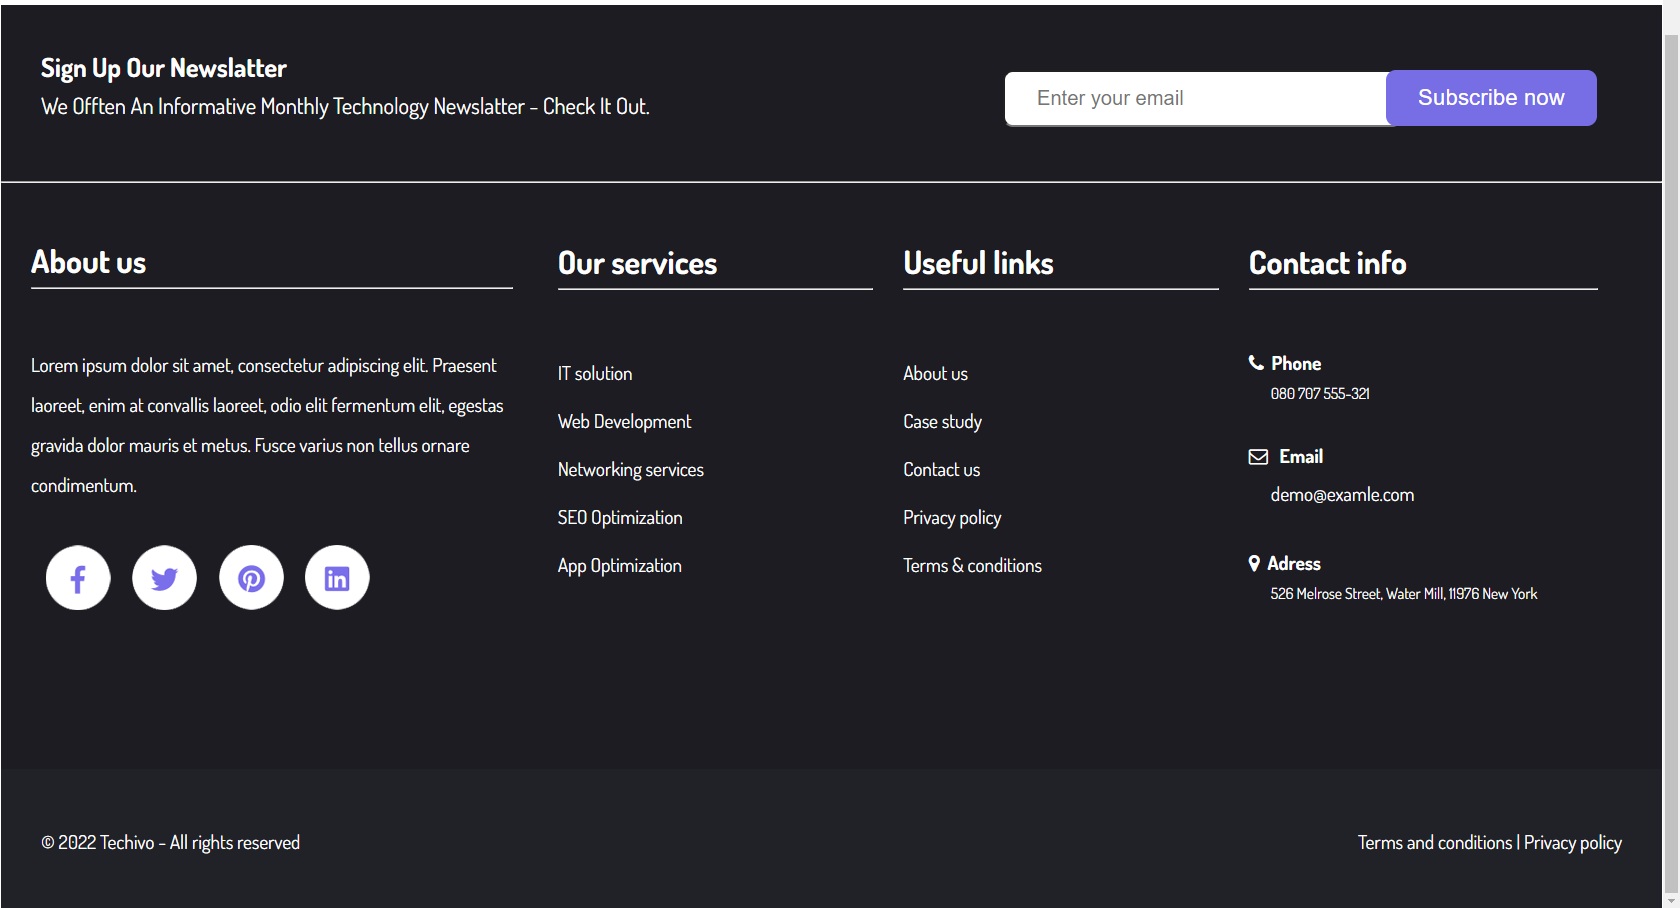 Sign Up Our Newslatter
We Offten An Informative Monthly Technology Newslatter - Check It Out.
Enter your email
Subscribe now
About us
Lorem ipsum dolor sit amet, consectetur adipiscing elit. Praesent
laoreet, enim at convallis laoreet, odio elit fermentum elit, egestas
gravida dolor mauris et metus. Fusce varius non tellus ornare
condimentum.
Our services
IT solution
Web Development
Networking services
SEO Optimization
App Optimization
Useful links
About us
Case study
Contact us
Privacy policy
Terms & conditions
Contact info
Phone
080 707 555-321
Email
demo@examle.com
Adress
526 Melrose Street, Water Mill, 11976 New York
© 2022 Techivo - All rights reserved
Terms and conditions | Privacy policy